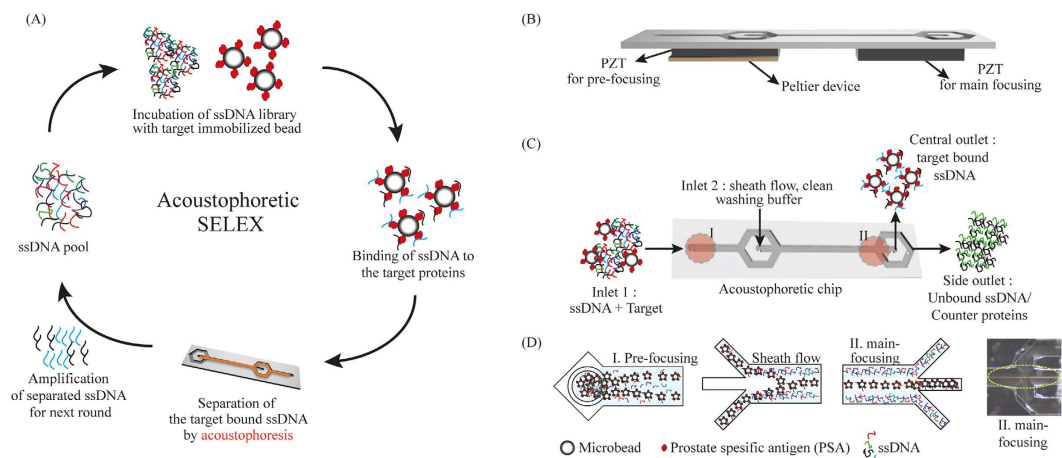 (A)
Incubation of ssDNA library
with target immobilized bead
Acoustophoretic
SELEX
ssDNA pool
Binding of ssDNA to
the target proteins
Amplification
of separated ssDNA
for next round
Separation of
the target bound ssDNA
by acoustophoresis
(B)
PZT
for pre-focusing
Peltier device
PZT
for main focusing
(C)
Central outlet :
target bound
ssDNA
Inlet 2 : sheath flow, clean
washing buffer
I
II
Inlet 1 :
ssDNA + Target
Acoustophoretic chip
Side outlet :
Unbound ssDNA/
Counter proteins
(D)
I. Pre-focusing
Sheath flow
II. main-
focusing
II. main-
focusing
Microbead
Prostate spesific antigen (PSA)
ssDNA